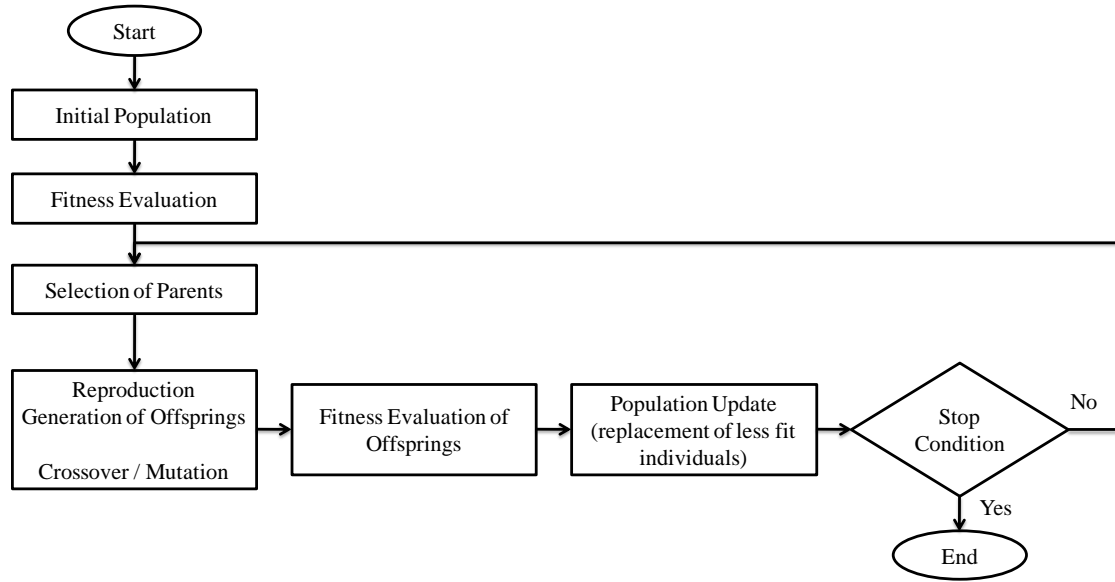 Start
Initial Population
Fitness Evaluation
Selection of Parents
Reproduction
Generation of Offsprings
Crossover / Mutation
Fitness Evaluation of
Offsprings
Population Update
(replacement of less fit
individuals)
Stop
Condition
No
Yes
End